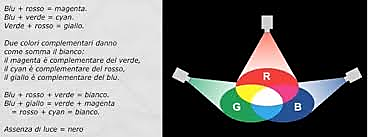 Blu + rosso = magenta.
Blu + verde = cyan.
Verde + rosso = giallo.
Due colori complementari danno
come somma il bianco:
il magenta è complementare del verde,
il cyan è complementare del rosso,
il giallo è complementare del blu.
Blu + rosso + verde = bianco.
Blu + giallo = verde + magenta
= rosso + cyan = bianco.
Assenza di luce = nero
R
G
B